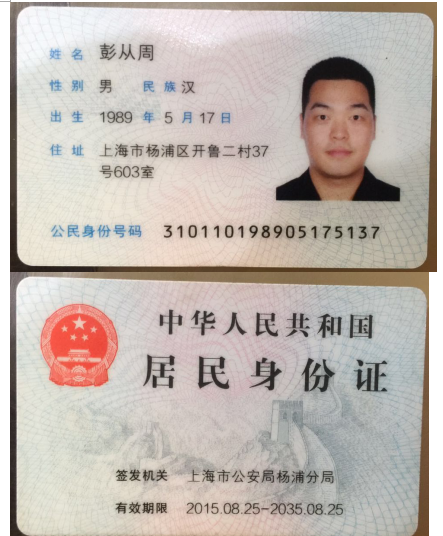 姓名 彭从周
性别 男 民族 汉
出生 1989 年 5 月 17 日
住址 上海市杨浦区开鲁二村37
号603室
公民身份号码 310110198905175137
中华人民共和国
居民身份证
签发机关 上海市公安局杨浦分局
有效期限 2015.08.25-2035.08.25